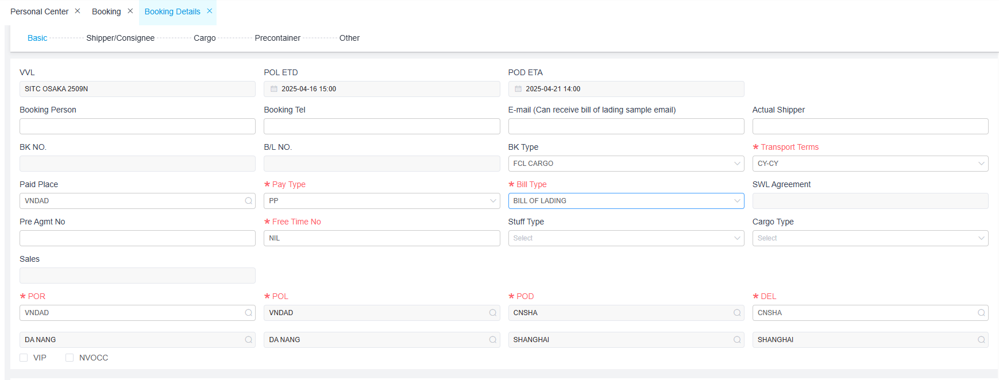 Personal Center × Booking × Booking Details ×
Basic Shipper/Consignee Cargo Precontainer Other
VVL POL ETD POD ETA
SITC OSAKA 2509N 2025-04-16 15:00 2025-04-21 14:00
Booking Person Booking Tel E-mail (Can receive bill of lading sample email) Actual Shipper
BK NO. B/L NO. BK Type * Transport Terms
FCL CARGO CY-CY
Paid Place * Pay Type * Bill Type SWL Agreement
VNDAD PP BILL OF LADING
Pre Agmt No * Free Time No Stuff Type Cargo Type
NIL Select Select
Sales
* POR * POL * POD * DEL
VNDAD VNDAD CNSHA CNSHA
DA NANG DA NANG SHANGHAI SHANGHAI
VIP NVOCC